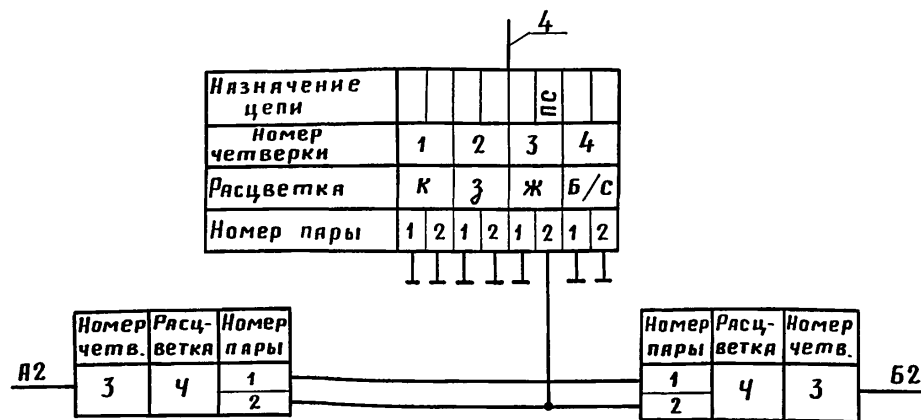 4
Назначение
цепи
ПС
Номер
четверки
1 2 3 4
Расцветка К З Ж Б/С
Номер пары 1 2 1 2 1 2 1 2
Номер Расц- Номер
четв. ветка пары
А2 3 Ч 1
2
Номер Расц- Номер
пары ветка четв.
1 Ч 3 Б2
2